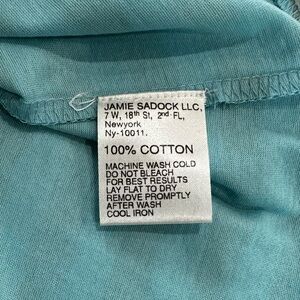 JAMIE SADOCK LLC.
7 W, 18th St, 2nd-FL,
Newyork
Ny-10011.
100% COTTON
MACHINE WASH COLD
DO NOT BLEACH
FOR BEST RESULTS
LAY FLAT TO DRY
REMOVE PROMPTLY
AFTER WASH
COOL IRON